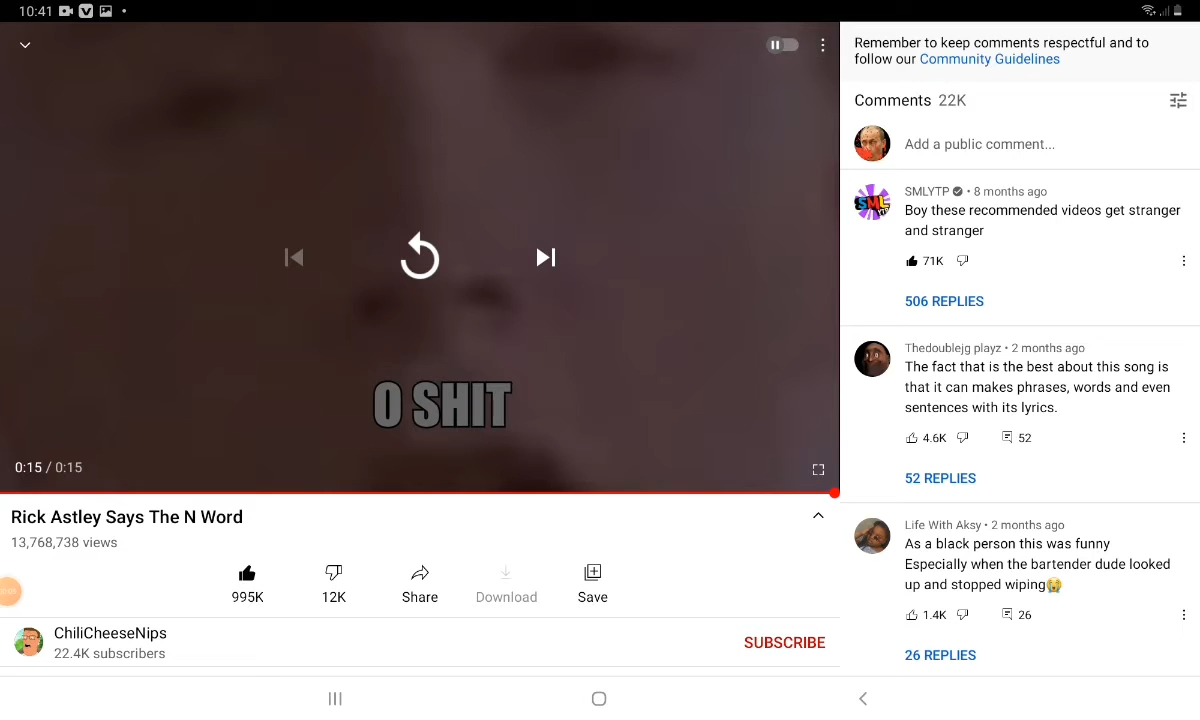 10:41
Remember to keep comments respectful and to
follow our Community Guidelines
Comments 22K
Add a public comment...
SMLYTP • 8 months ago
Boy these recommended videos get stranger
and stranger
71K
506 REPLIES
Thedoublejg playz • 2 months ago
The fact that is the best about this song is
that it can makes phrases, words and even
sentences with its lyrics.
4.6K 52
52 REPLIES
Life With Aksy • 2 months ago
As a black person this was funny
Especially when the bartender dude looked
up and stopped wiping😭
1.4K 26
26 REPLIES
O SHIT
0:15 / 0:15
Rick Astley Says The N Word
13,768,738 views
995K 12K Share Download Save
ChiliCheeseNips
22.4K subscribers
SUBSCRIBE